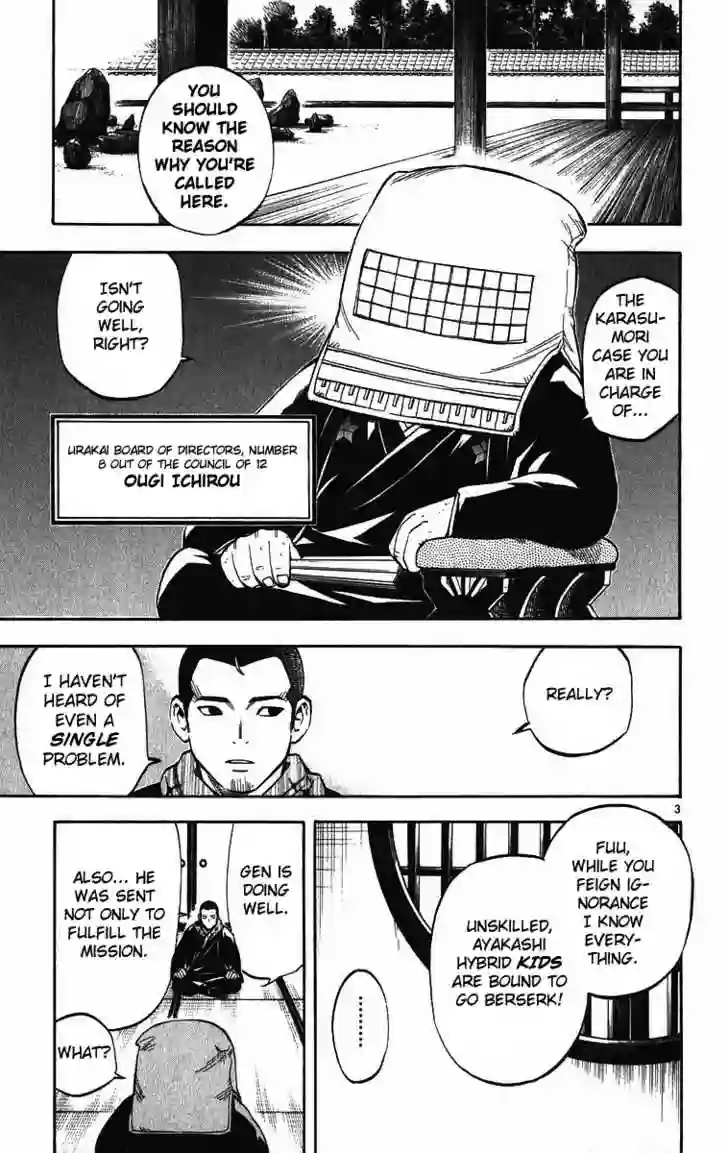 YOU
SHOULD
KNOW THE
REASON
WHY YOU'RE
CALLED
HERE.
THE
KARASU-
MORI
CASE YOU
ARE IN
CHARGE
OF...
ISN'T
GOING
WELL,
RIGHT?
URAKAI BOARD OF DIRECTORS, NUMBER
8 OUT OF THE COUNCIL OF 12
OUGI ICHIROU
REALLY?
I HAVEN'T
HEARD OF
EVEN A
SINGLE
PROBLEM.
3
FUU,
WHILE YOU
FEIGN IG-
NORANCE
I KNOW
EVERY-
THING.
UNSKILLED,
AYAKASHI
HYBRID KIDS
ARE BOUND TO
GO BERSERK!
.........
GEN IS
DOING
WELL.
ALSO... HE
WAS SENT
NOT ONLY TO
FULFILL THE
MISSION.
WHAT?